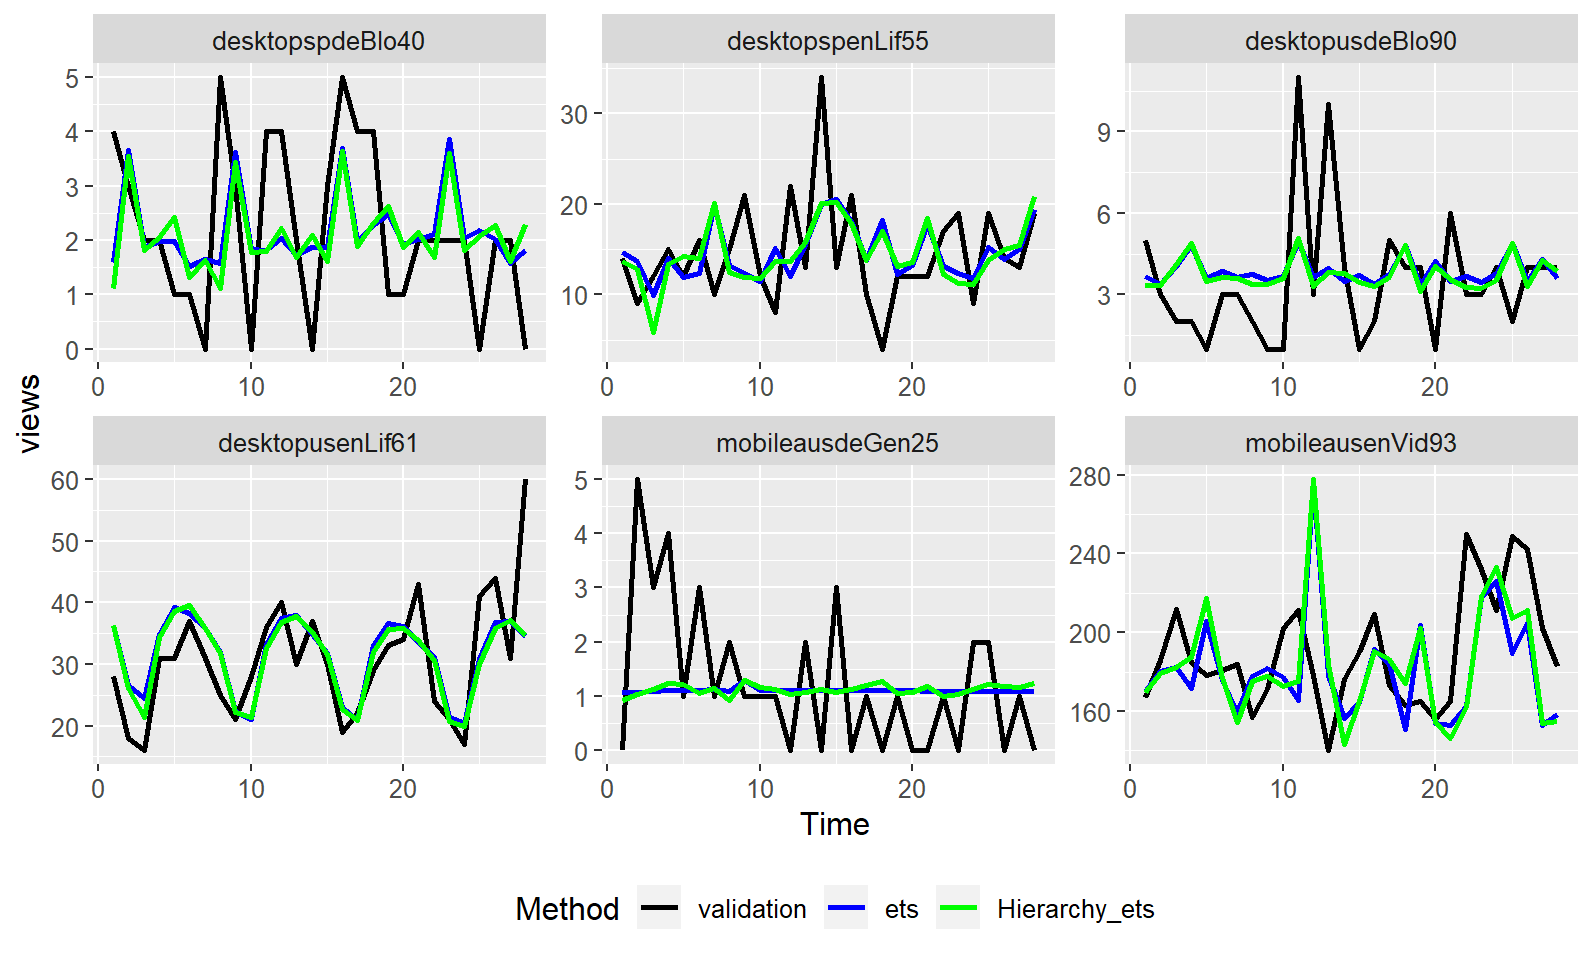 desktopspdeBlo40 desktopspenLif55 desktopusdeBlo90
5 4 3 2 1 0
30 20 10
9 6 3
0 10 20 0 10 20 0 10 20
views
desktopusenLif61 mobileausdeGen25 mobileausenVid93
60 50 40 30 20
5 4 3 2 1 0
280 240 200 160
0 10 20 0 10 20 0 10 20
Time
Method validation ets Hierarchy_ets